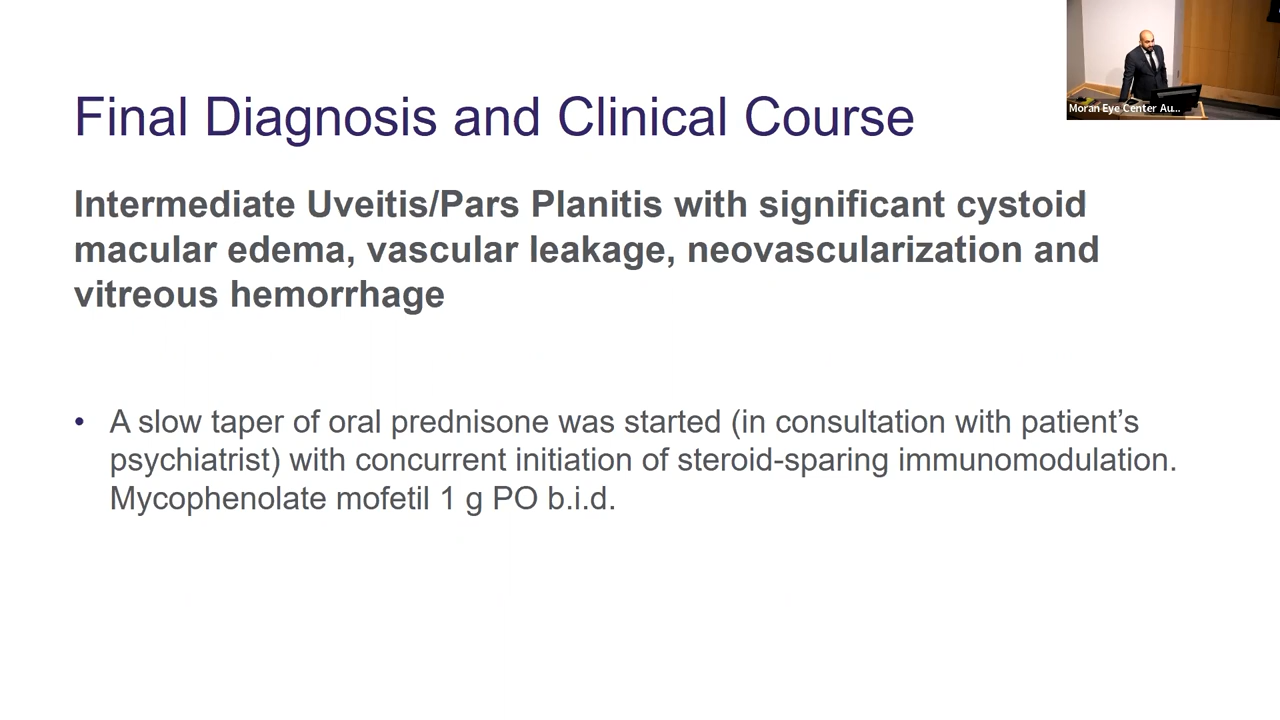 Moran Eye Center Au...
Final Diagnosis and Clinical Course
Intermediate Uveitis/Pars Planitis with significant cystoid
macular edema, vascular leakage, neovascularization and
vitreous hemorrhage
• A slow taper of oral prednisone was started (in consultation with patient's
psychiatrist) with concurrent initiation of steroid-sparing immunomodulation.
Mycophenolate mofetil 1 g PO b.i.d.